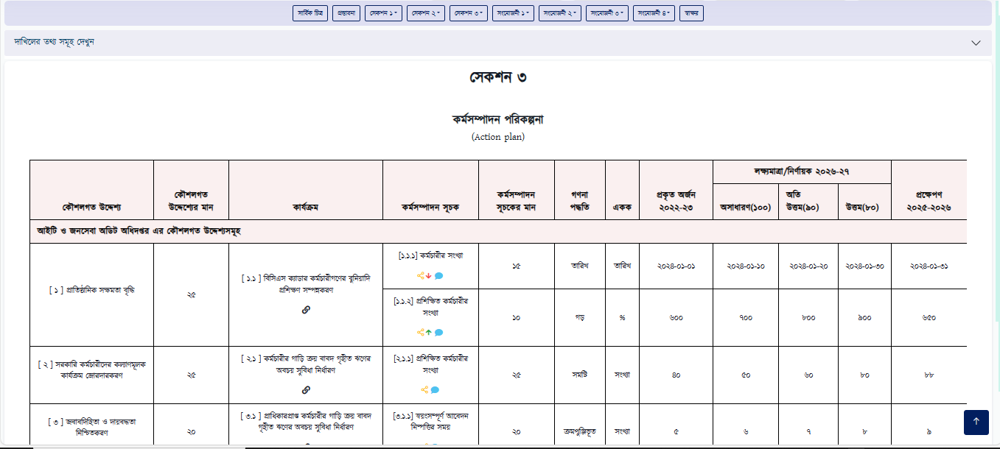 সার্বিক চিত্র প্রস্তাবনা সেকশন ১ সেকশন ২ সেকশন ৩ সংযোজনী ১ সংযোজনী ২ সংযোজনী ৩ সংযোজনী ৪ স্বাক্ষর
দাখিলের তথ্য সমূহ দেখুন
সেকশন ৩
কর্মসম্পাদন পরিকল্পনা
(Action plan)
কৌশলগত উদ্দেশ্য
কৌশলগত
উদ্দেশ্যের মান
কার্যক্রম
কর্মসম্পাদন সূচক
কর্মসম্পাদন
সূচকের মান
গণনা
পদ্ধতি
একক
প্রকৃত অর্জন
২০২২-২৩
লক্ষ্যমাত্রা/নির্ণায়ক ২০২৬-২৭
অসাধারণ(১০০)
অতি
উত্তম(৯০)
উত্তম(৮০)
প্রক্ষেপণ
২০২৫-২০২৬
আইটি ও জনসেবা অডিট অধিদপ্তর এর কৌশলগত উদ্দেশ্যসমূহ
[ ১ ] প্রাতিষ্ঠানিক সক্ষমতা বৃদ্ধি
২৫
[ ১.১ ] বিসিএস ক্যাডার কর্মচারীগণের বুনিয়াদি
প্রশিক্ষণ সম্পন্নকরণ
[১.১.১] কর্মচারীর সংখ্যা
১৫
তারিখ
তারিখ
২০২৪-০১-০১
২০২৪-০১-১০
২০২৪-০১-২০
২০২৪-০১-৩০
২০২৪-০১-৩১
[১.১.২] প্রশিক্ষিত কর্মচারীর
সংখ্যা
১০
গড়
%
৬০০
৭০০
৮০০
৯০০
৬৫০
[ ২ ] সরকারি কর্মচারীদের কল্যাণমূলক
কার্যক্রম জোরদারকরণ
২৫
[ ২.১ ] কর্মচারীর গাড়ি ক্রয় বাবদ গৃহীত ঋণের
অবচয় সুবিধা নির্ধারণ
[২.১.১] প্রশিক্ষিত কর্মচারীর
সংখ্যা
২৫
সমষ্টি
সংখ্যা
৪০
৫০
৬০
৮০
৮৮
[ ৩ ] জবাবদিহিতা ও দায়বদ্ধতা
নিশ্চিতকরণ
২০
[ ৩.১ ] প্রাধিকারপ্রাপ্ত কর্মচারীর গাড়ি ক্রয় বাবদ
গৃহীত ঋণের অবচয় সুবিধা নির্ধারণ
[৩.১.১] স্বয়ংসম্পূর্ণ আবেদন
নিষ্পত্তির সময়
২০
ক্রমপুঞ্জিভূত
সংখ্যা
৫
৬
৭
৮
৯